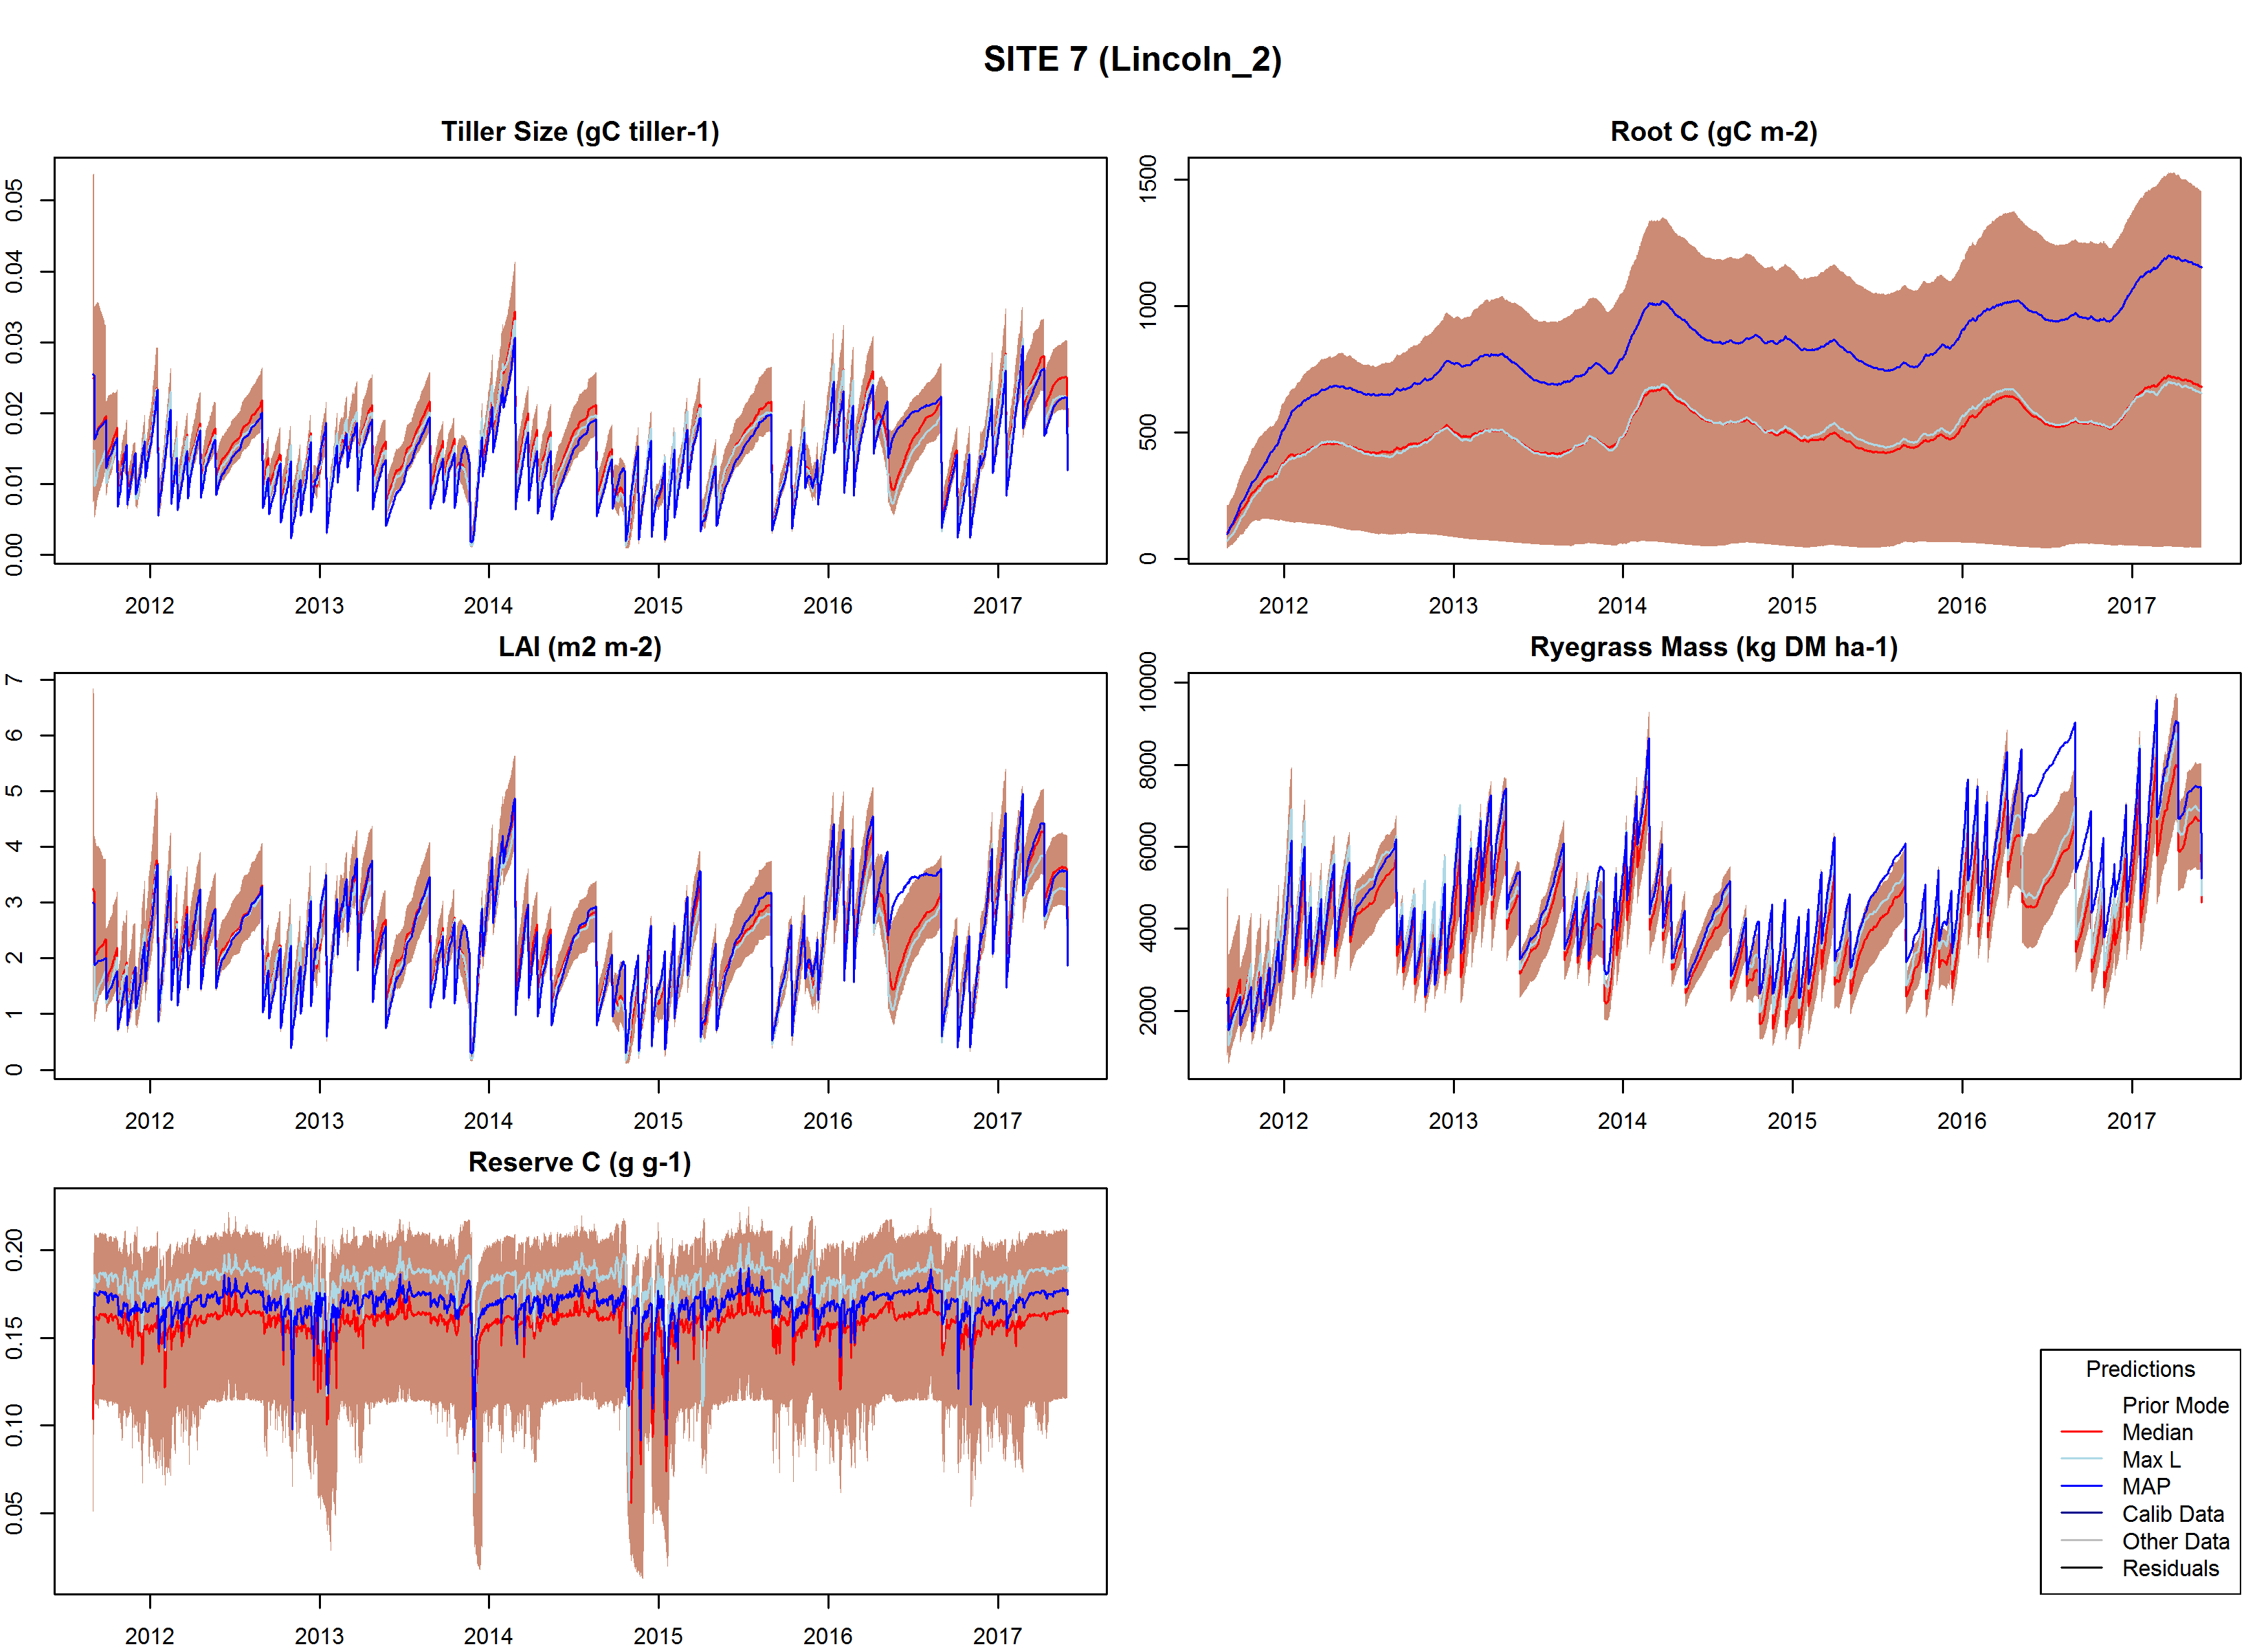 SITE 7 (Lincoln_2)
Tiller Size (gC tiller-1)
0.00 0.01 0.02 0.03 0.04 0.05
2012 2013 2014 2015 2016 2017
Root C (gC m-2)
0 500 1000 1500
2012 2013 2014 2015 2016 2017
LAI (m2 m-2)
0 1 2 3 4 5 6 7
2012 2013 2014 2015 2016 2017
Ryegrass Mass (kg DM ha-1)
2000 4000 6000 8000 10000
2012 2013 2014 2015 2016 2017
Reserve C (g g-1)
0.05 0.10 0.15 0.20
2012 2013 2014 2015 2016 2017
Predictions
Prior Mode
Median
Max L
MAP
Calib Data
Other Data
Residuals